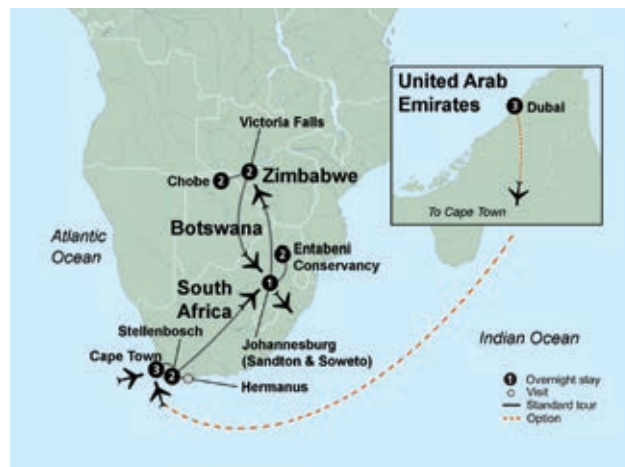 United Arab
Emirates
3
Dubai
To Cape Town
Victoria Falls
2
Zimbabwe
Chobe
2
Botswana
Atlantic
Ocean
2
Entabeni
Conservancy
South
Africa
1
Stellenbosch
Cape Town
3
2
Johannesburg
(Sandton & Soweto)
Hermanus
Indian Ocean
1 Overnight stay
Visit
Standard tour
Option